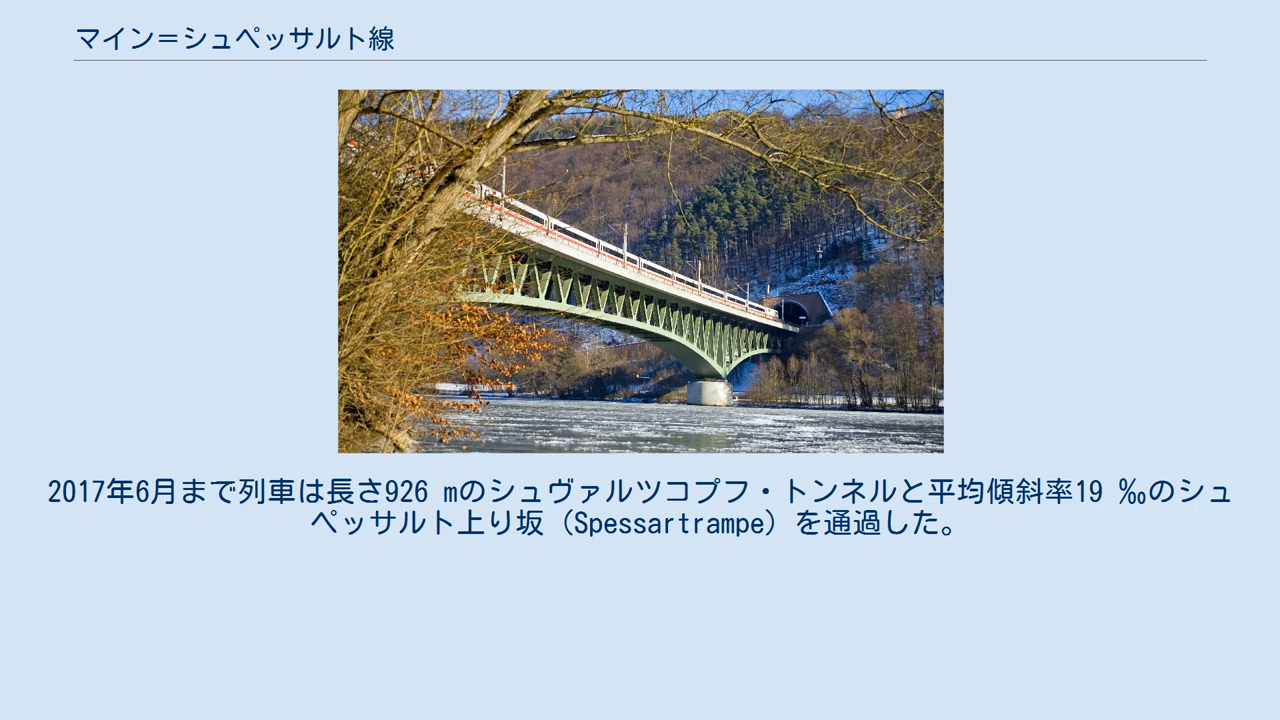 マイン＝シュペッサルト線
2017年6月まで列車は長さ926 mのシュヴァルツコプフ・トンネルと平均傾斜率19 ‰のシュ
ペッサルト上り坂（Spessartrampe）を通過した。